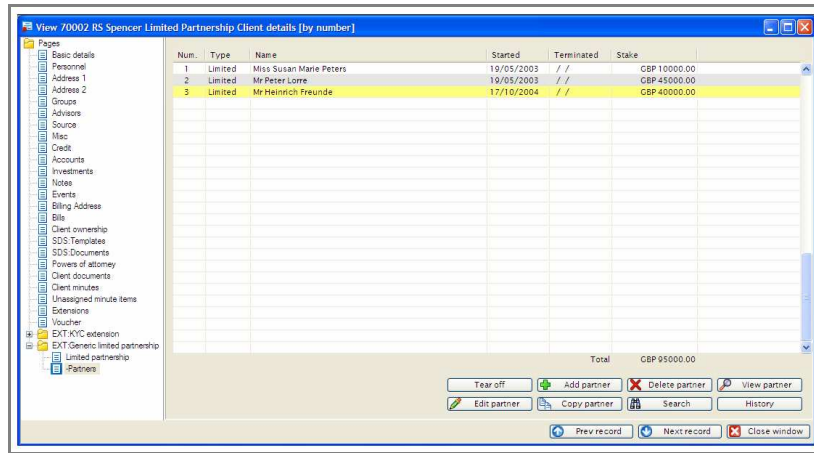 View 70002 RS Spencer Limited Partnership Client details [by number]
Pages
Basic details
Personnel
Address 1
Address 2
Groups
Advisors
Source
Misc
Credit
Accounts
Investments
Notes
Events
Billing Address
Bills
Client ownership
SDS:Templates
SDS:Documents
Powers of attorney
Client documents
Client minutes
Unassigned minute items
Extensions
Voucher
EXT:KYC extension
EXT:Generic limited partnership
Limited partnership
-Partners
Num. Type Name Started Terminated Stake
1 Limited Miss Susan Marie Peters 19/05/2003 / / GBP 10000.00
2 Limited Mr Peter Lorre 19/05/2003 / / GBP 45000.00
3 Limited Mr Heinrich Freunde 17/10/2004 / / GBP 40000.00
Total GBP 95000.00
Tear off Add partner Delete partner View partner
Edit partner Copy partner Search History
Prev record Next record Close window